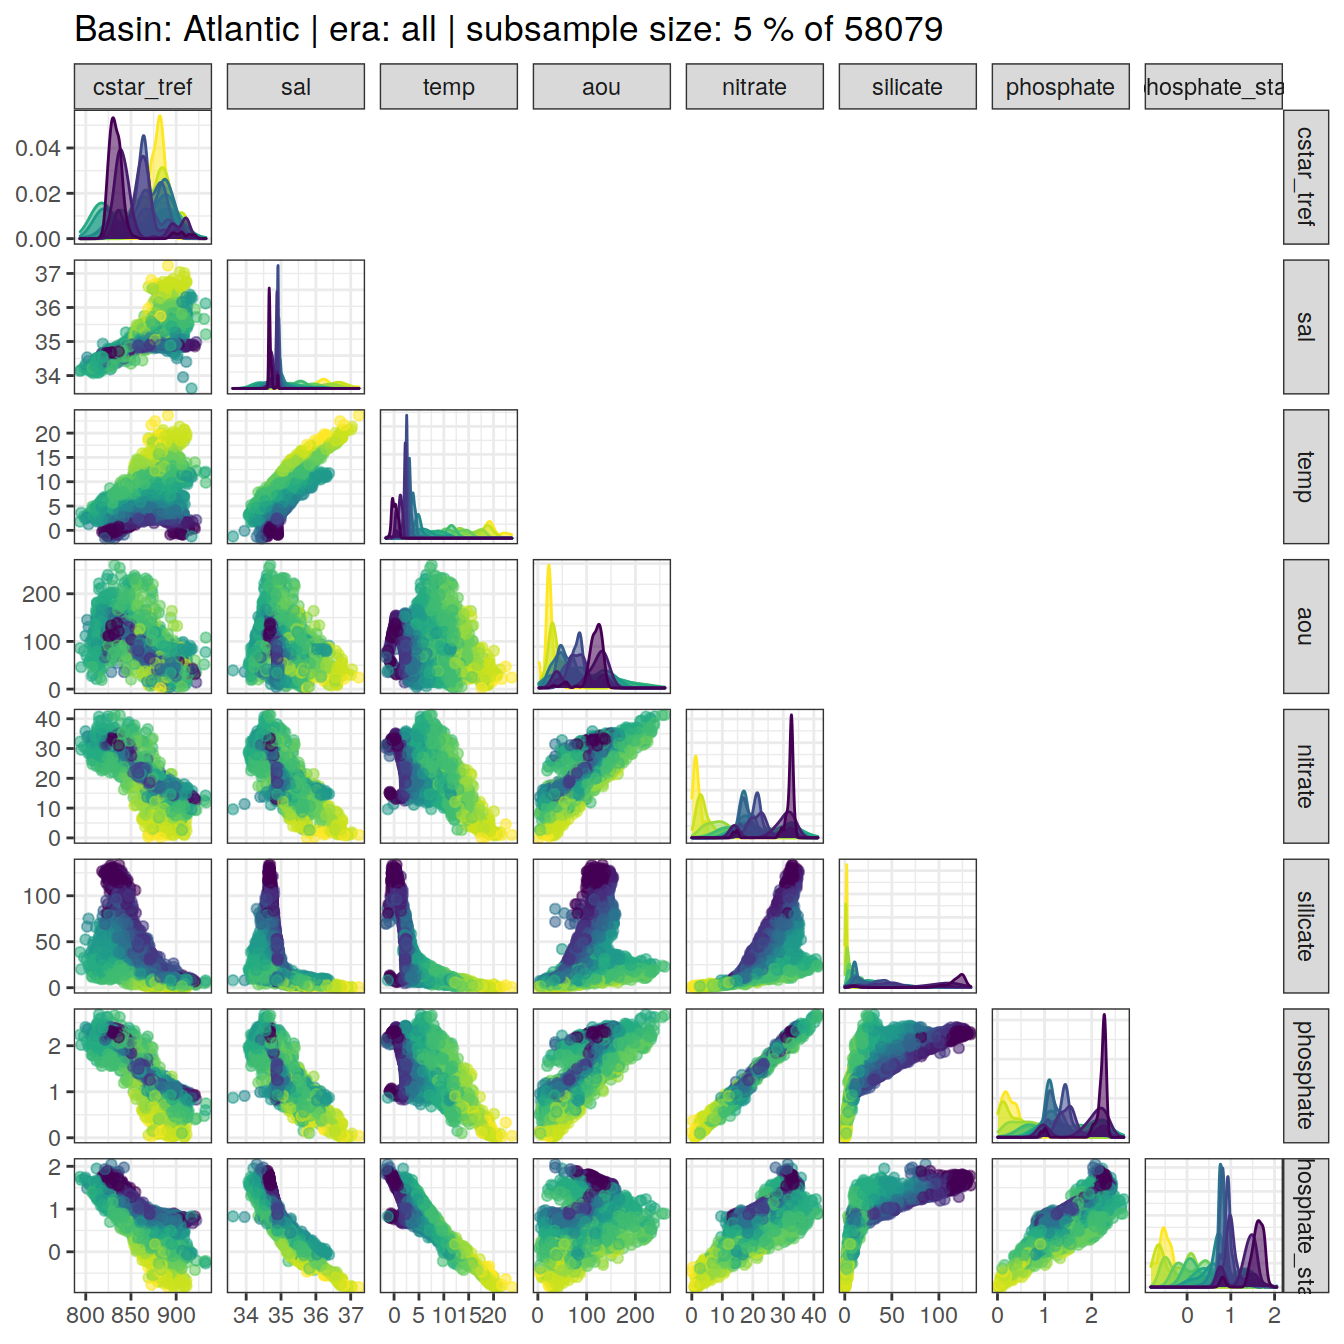 Basin: Atlantic | era: all | subsample size: 5 % of 58079
cstar_tref sal temp aou nitrate silicate phosphate hosphate_sta
cstar_tref
0.04
0.02
0.00
sal
37
36
35
34
temp
20
15
10
5
0
aou
200
100
0
nitrate
40
30
20
10
0
silicate
100
50
0
phosphate
2
1
0
hosphate_sta
2
1
0
800 850 900 34 35 36 37 0 5 10 15 20 0 100 200 0 10 20 30 40 0 50 100 0 1 2 0 1 2